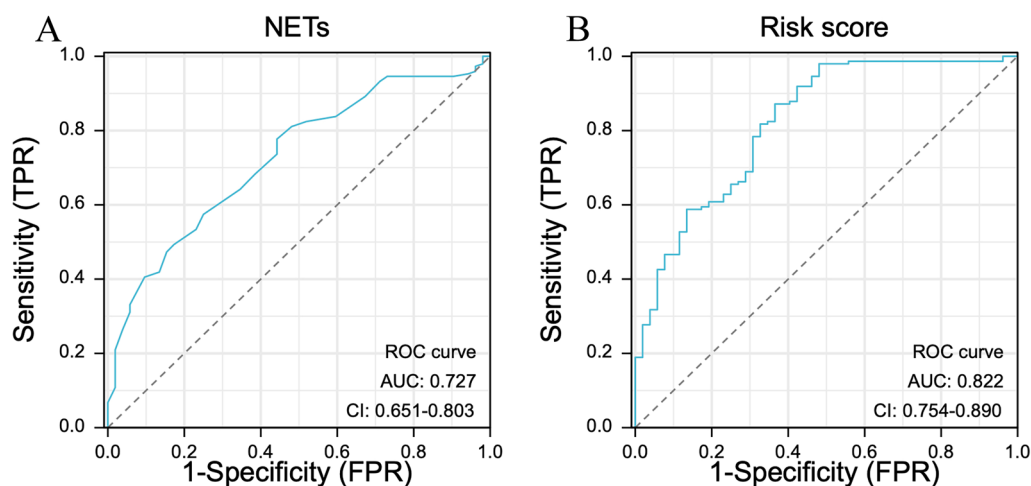 A
NETs
Sensitivity (TPR)
1.0
0.8
0.6
0.4
0.2
0.0
ROC curve
AUC: 0.727
CI: 0.651-0.803
0.0 0.2 0.4 0.6 0.8 1.0
1-Specificity (FPR)
B
Risk score
Sensitivity (TPR)
1.0
0.8
0.6
0.4
0.2
0.0
ROC curve
AUC: 0.822
CI: 0.754-0.890
0.0 0.2 0.4 0.6 0.8 1.0
1-Specificity (FPR)